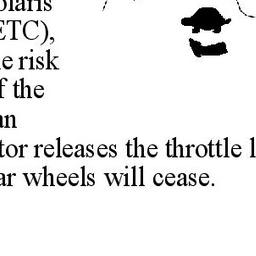 olaris
ETC),
e risk
f the
an
tor releases the throttle l
ar wheels will cease.